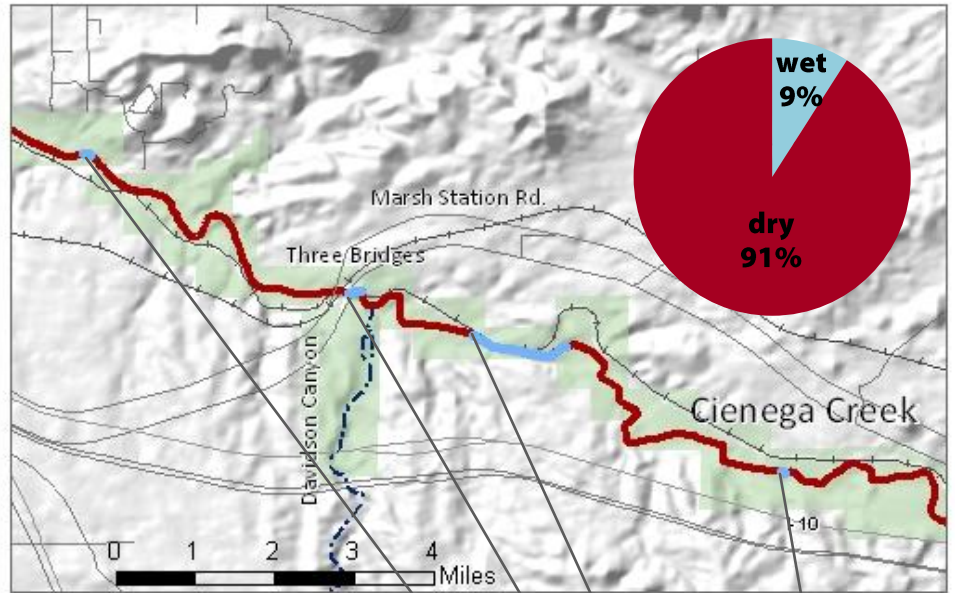 wet
9%
dry
91%
Marsh Station Rd.
Three Bridges
Davidson Canyon
Cienega Creek
10
0 1 2 3 4
Miles